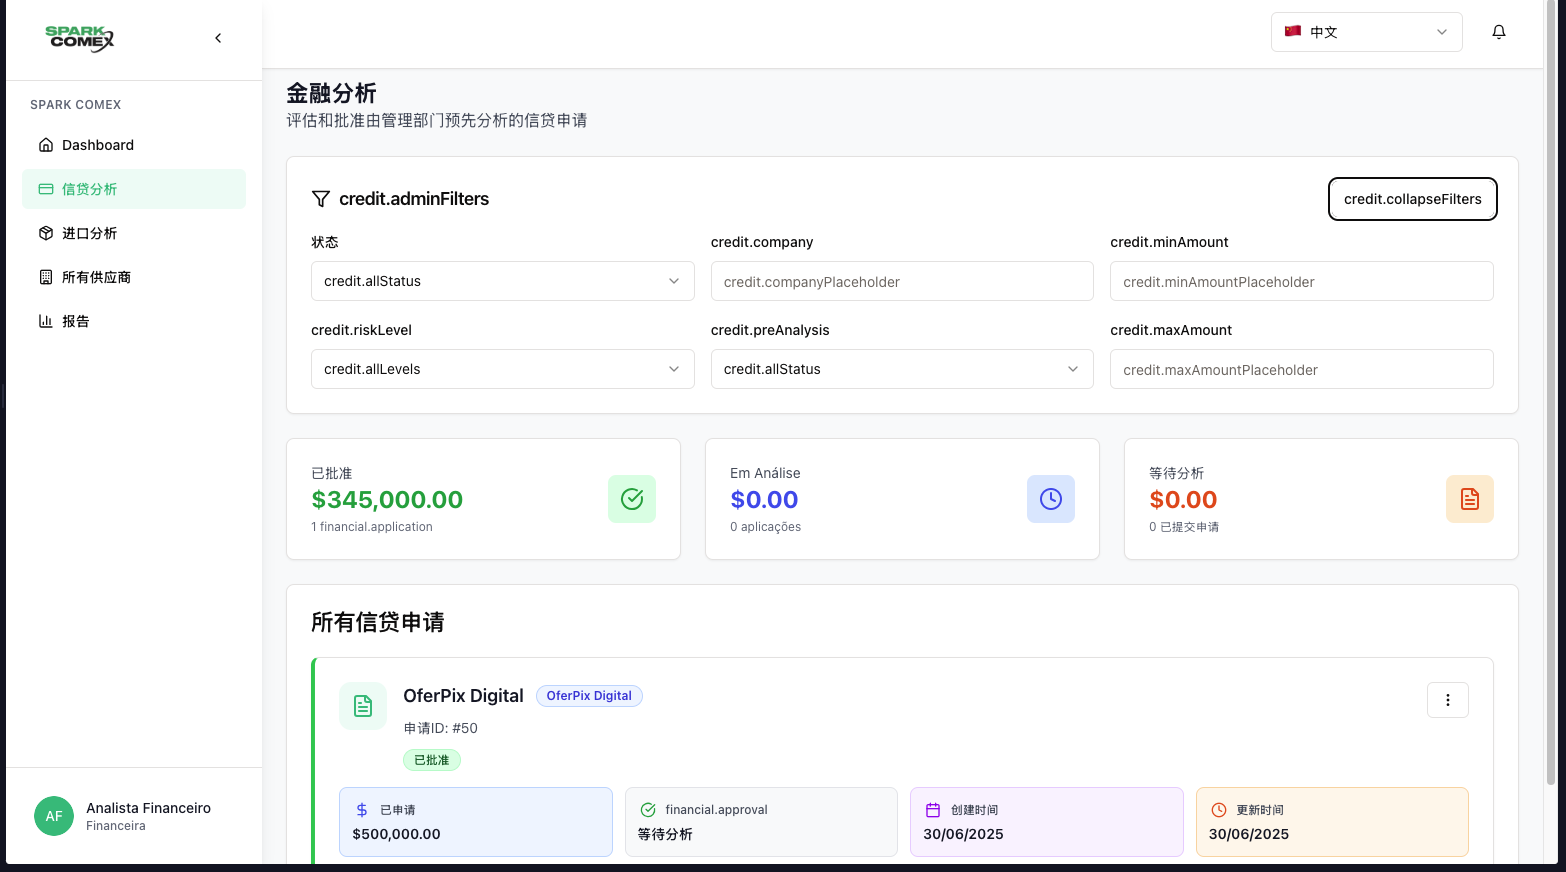 SPARK
COMEX
中文
SPARK COMEX
Dashboard
信贷分析
进口分析
所有供应商
报告
AF
Analista Financeiro
Financeira
金融分析
评估和批准由管理部门预先分析的信贷申请
credit.adminFilters
credit.collapseFilters
状态
credit.company
credit.minAmount
credit.allStatus
credit.companyPlaceholder
credit.minAmountPlaceholder
credit.riskLevel
credit.preAnalysis
credit.maxAmount
credit.allLevels
credit.allStatus
credit.maxAmountPlaceholder
已批准
$345,000.00
1 financial.application
Em Análise
$0.00
0 aplicações
等待分析
$0.00
0 已提交申请
所有信贷申请
OferPix Digital
OferPix Digital
申请ID: #50
已批准
已申请
$500,000.00
financial.approval
等待分析
创建时间
30/06/2025
更新时间
30/06/2025